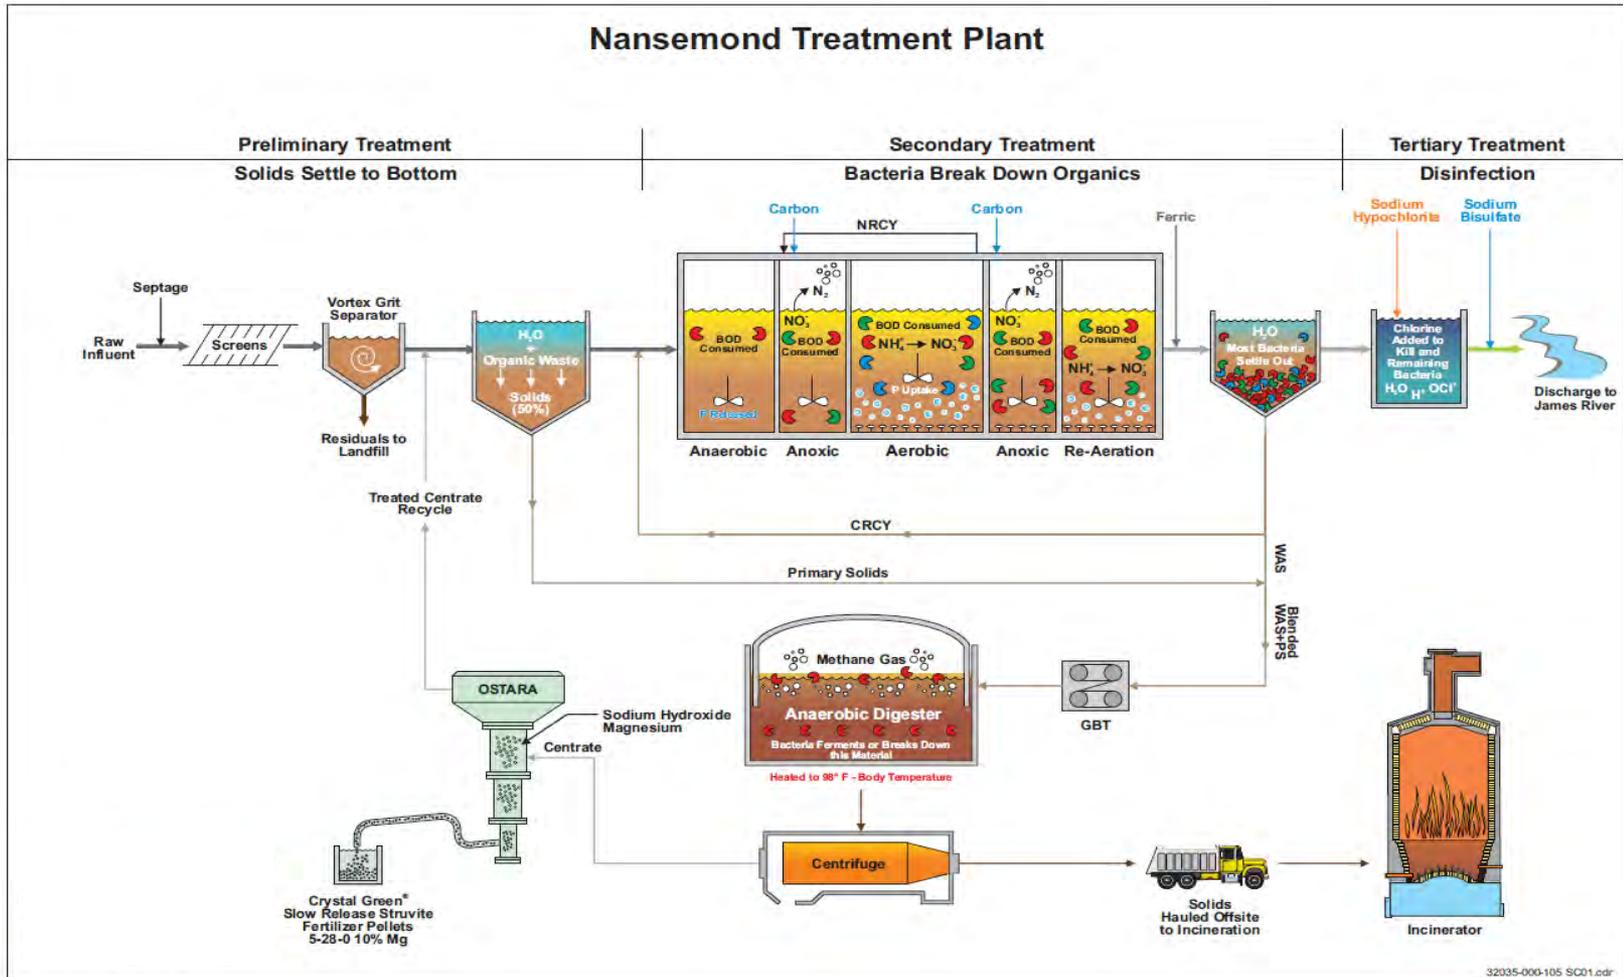 Nansemond Treatment Plant
Preliminary Treatment
Solids Settle to Bottom
Secondary Treatment
Bacteria Break Down Organics
Tertiary Treatment
Disinfection
Carbon
NRCY
Carbon
Ferric
Sodium
Hypochlorite
Sodium
Bisulfate
Septage
Raw
Influent
Screens
Vortex Grit
Separator
Residuals to
Landfill
H₂O
Organic Waste
Solids
(50%)
BOD
Consumed
P Released
Anaerobic
N₂
NO₃⁻
BOD
Consumed
Anoxic
BOD Consumed
NH₄⁺ → NO₃⁻
P Uptake
Aerobic
N₂
NO₃⁻
BOD
Consumed
Anoxic
BOD
Consumed
NH₄⁺ → NO₃⁻
Re-Aeration
H₂O
Most Bacteria
Settle Out
Chlorine
Added to
Kill and
Remaining
Bacteria
H₂O H⁺ OCl⁻
Discharge to
James River
Treated Centrate
Recycle
CRCY
WAS
Primary Solids
Blended
WAS+PS
Methane Gas
Anaerobic Digester
Bacteria Ferments or Breaks Down
this Material
Heated to 98° F - Body Temperature
GBT
OSTARA
Sodium Hydroxide
Magnesium
Centrate
Centrifuge
Crystal Green®
Slow Release Struvite
Fertilizer Pellets
5-28-0 10% Mg
Solids
Hauled Offsite
to Incineration
Incinerator
32035-000-105 SC01.cdr